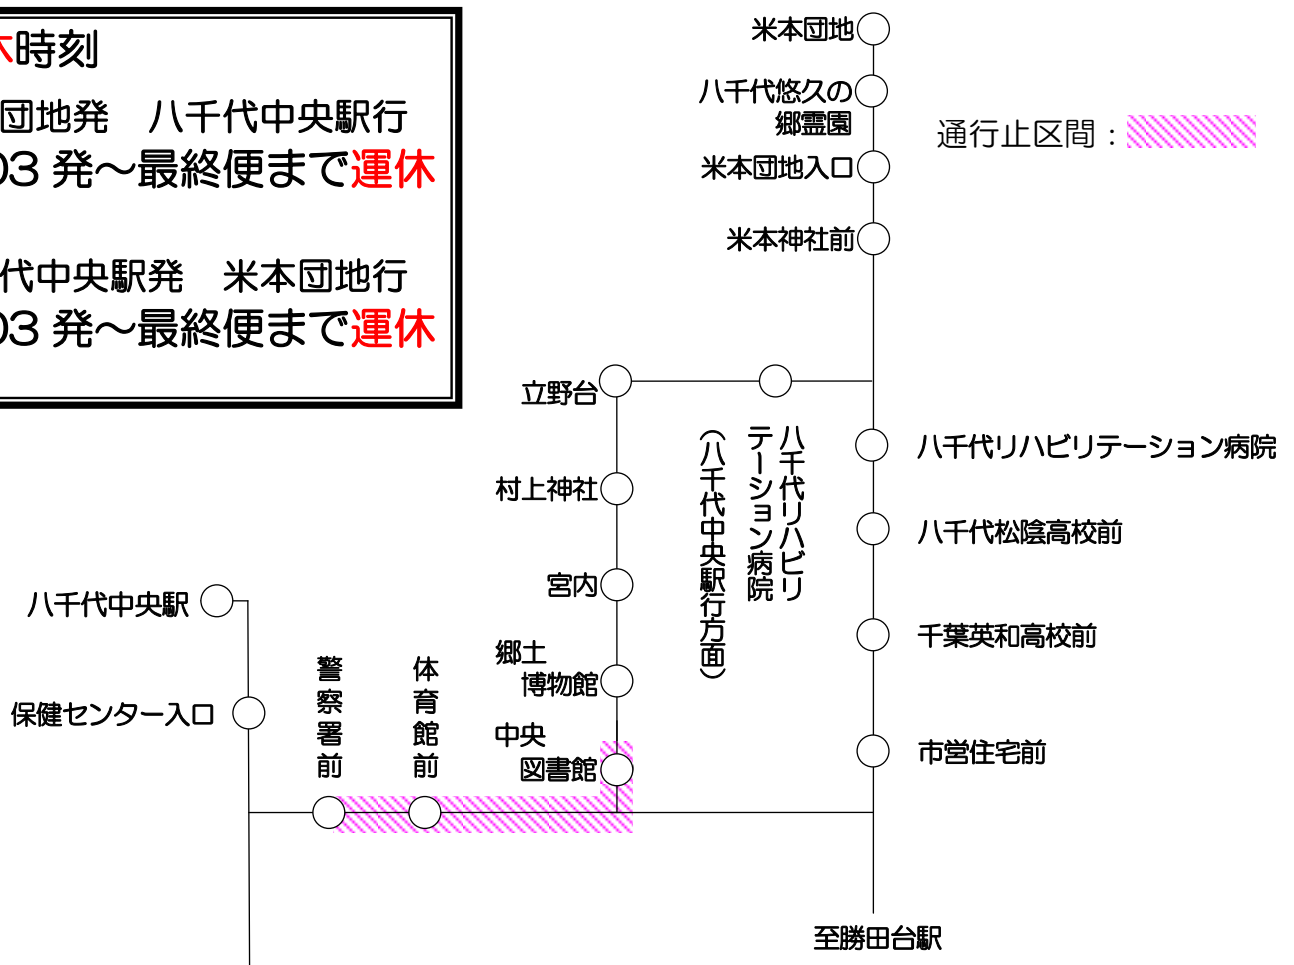 時刻
団地発　八千代中央駅行
03 発～最終便まで運休
代中央駅発　米本団地行
03 発～最終便まで運休
米本団地
八千代悠久の
郷霊園
通行止区間：
米本団地入口
米本神社前
立野台
八千代リハビリ
テーション病院
（八千代中央駅行方面）
八千代リハビリテーション病院
村上神社
八千代松陰高校前
宮内
八千代中央駅
千葉英和高校前
郷土
博物館
警察署前
体育館前
保健センター入口
中央
図書館
市営住宅前
至勝田台駅